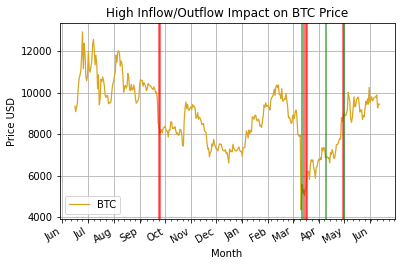 High Inflow/Outflow Impact on BTC Price
Price USD
12000
10000
8000
6000
4000
BTC
Jun
Jul
Aug
Sep
Oct
Nov
Dec
Jan
Feb
Mar
Apr
May
Jun
Month